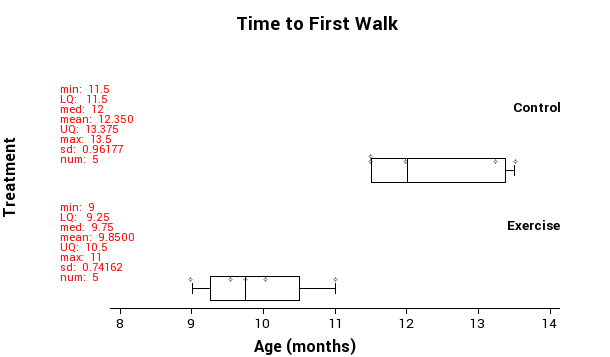 Time to First Walk
min: 11.5
LQ: 11.5
med: 12
mean: 12.350
UQ: 13.375
max: 13.5
sd: 0.96177
num: 5
Control
Treatment
min: 9
LQ: 9.25
med: 9.75
mean: 9.8500
UQ: 10.5
max: 11
sd: 0.74162
num: 5
Exercise
8 9 10 11 12 13 14
Age (months)